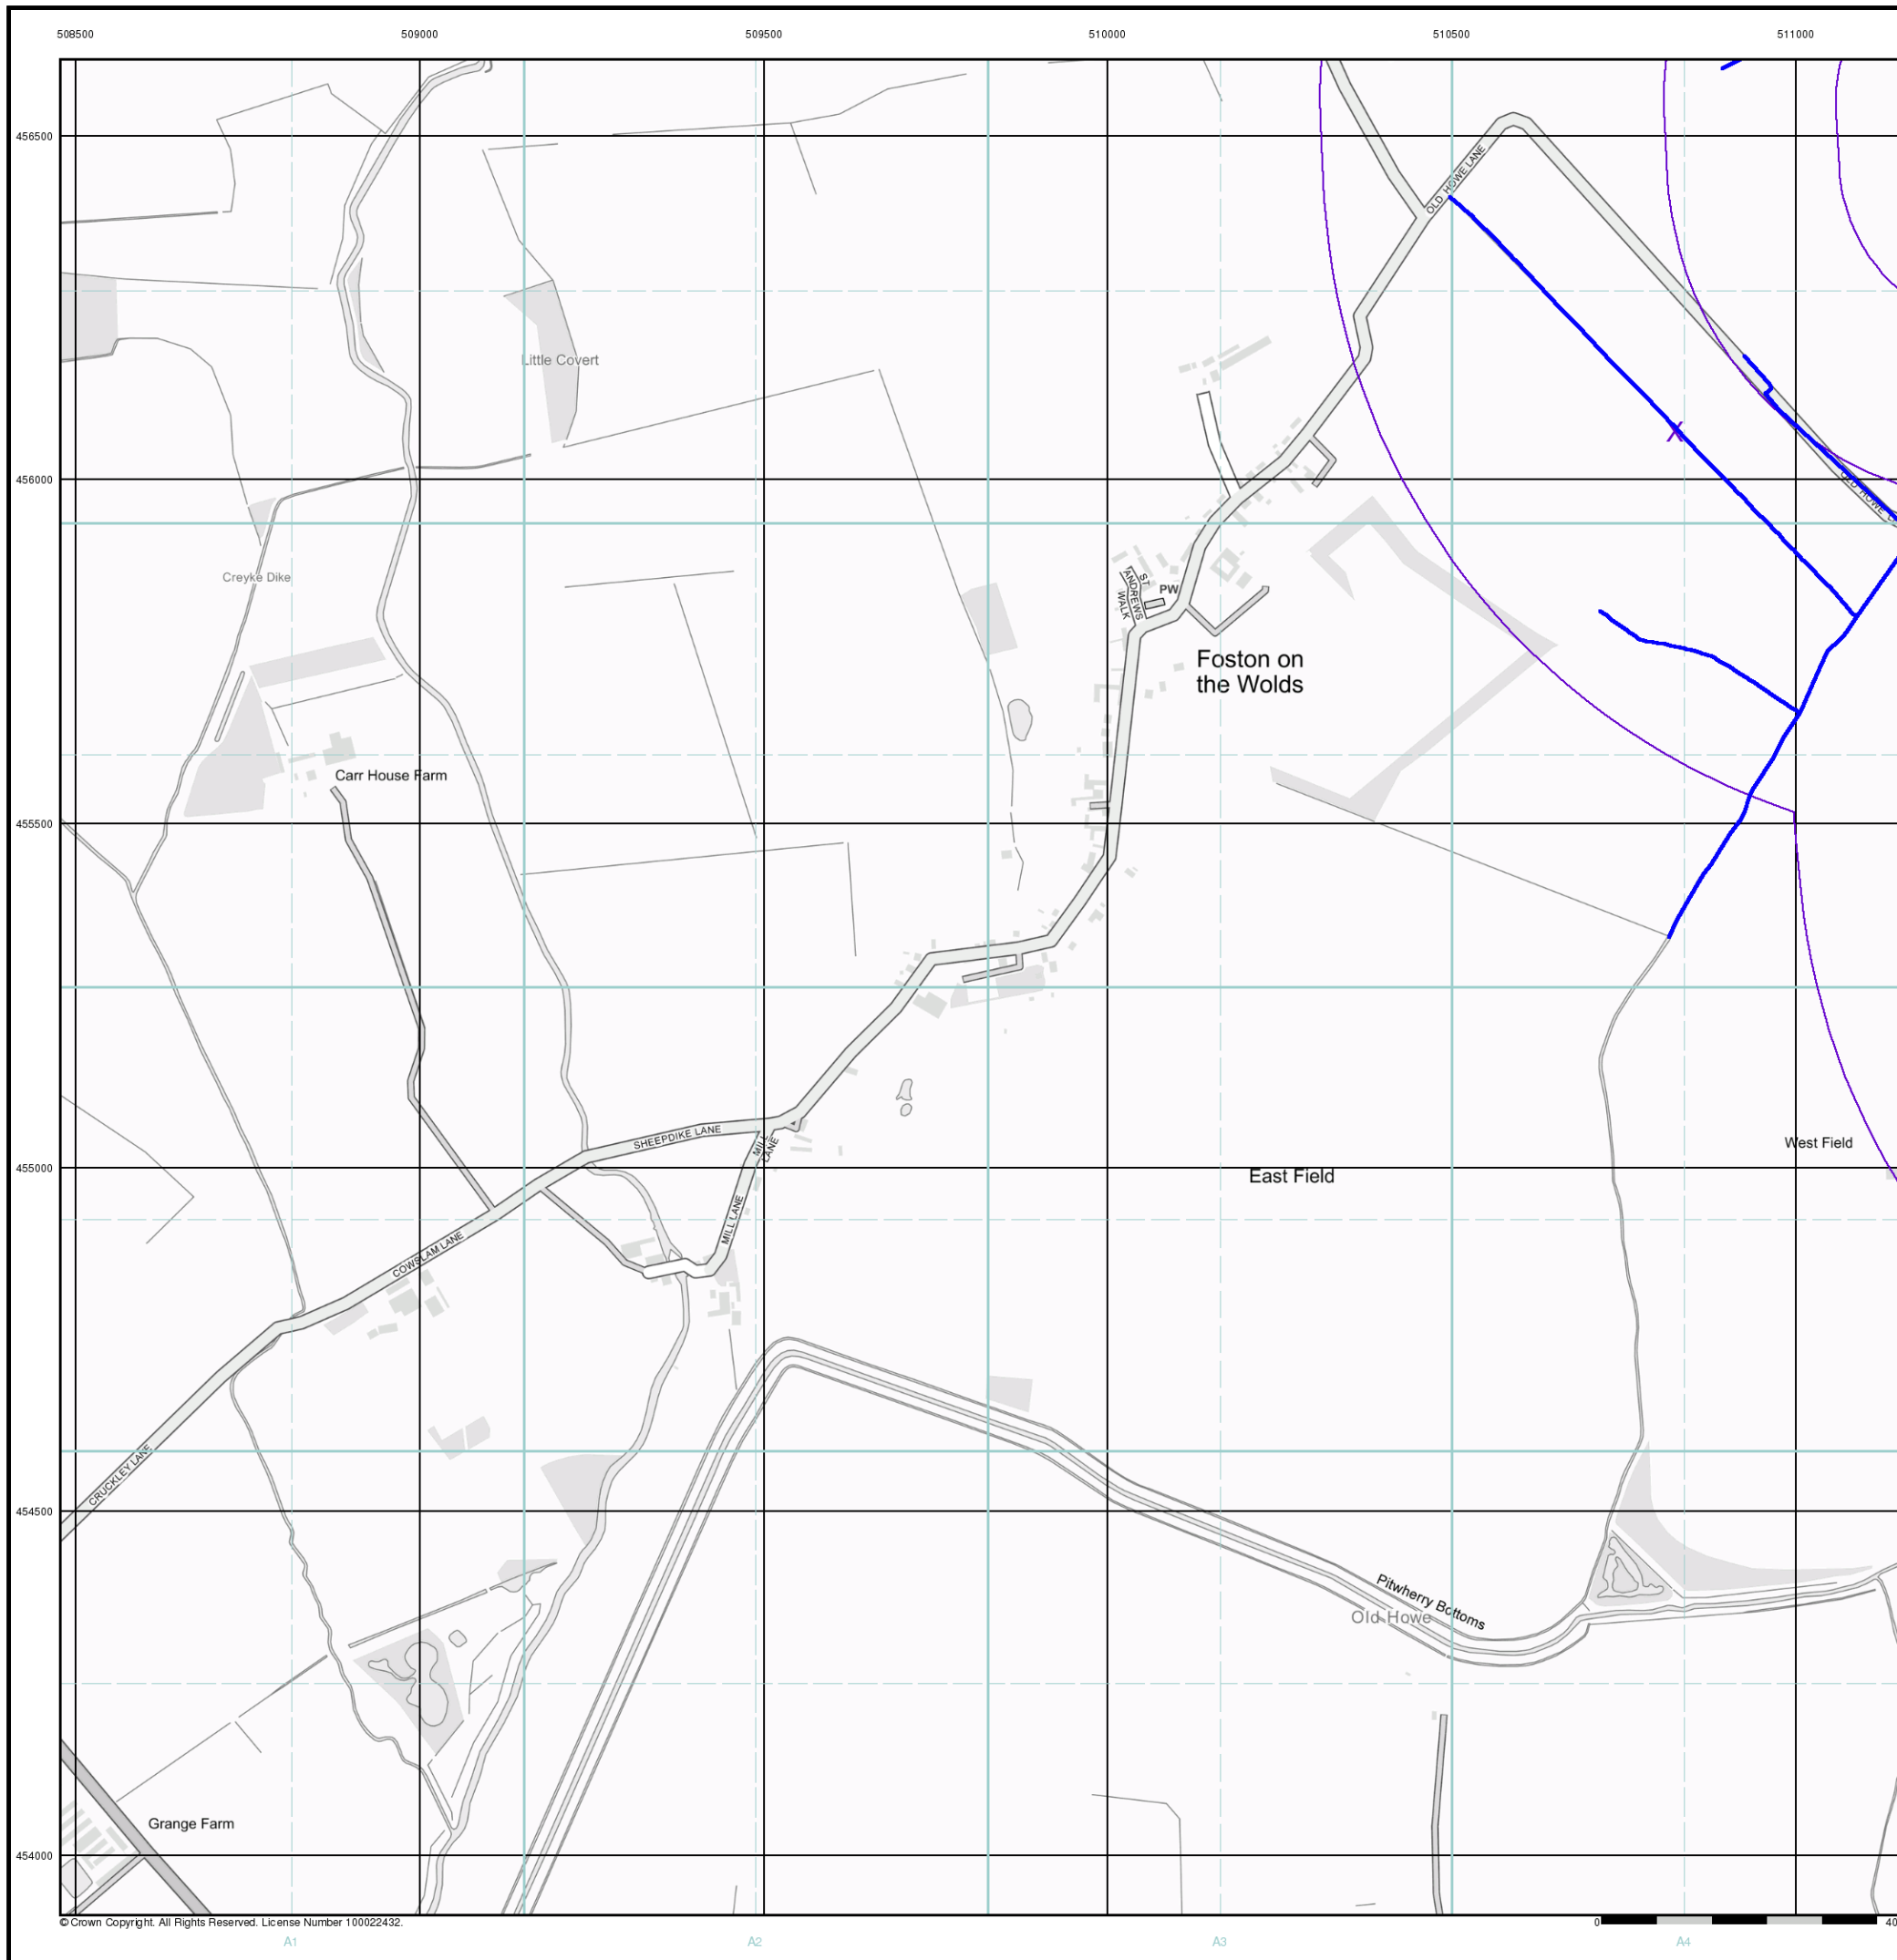 508500 509000 509500 510000 510500 511000
456500
OLD HOWE LANE
Little Covert
456000
OLD HOWE
Creyke Dike
ST
ANDREWS
WALK
PW
Foston on
the Wolds
Carr House Farm
455500
SHEEPDIKE LANE
MILL
LANE
West Field
455000
East Field
MILL LANE
COWSLAM LANE
CRUCKLEY LANE
454500
Pitwherry Bottoms
Old Howe
Grange Farm
454000
© Crown Copyright. All Rights Reserved. License Number 100022432.
0 40
A1 A2 A3 A4